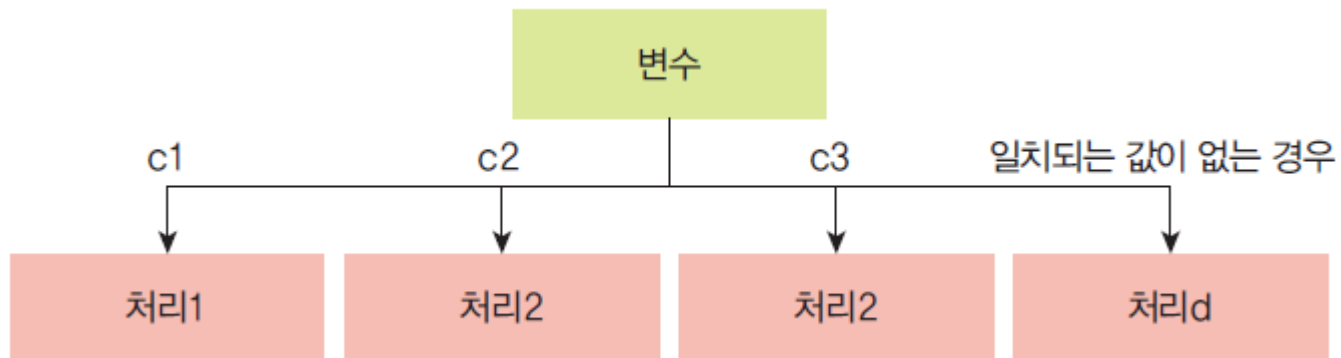 변수
c1 c2 c3 일치되는 값이 없는 경우
처리1 처리2 처리2 처리d